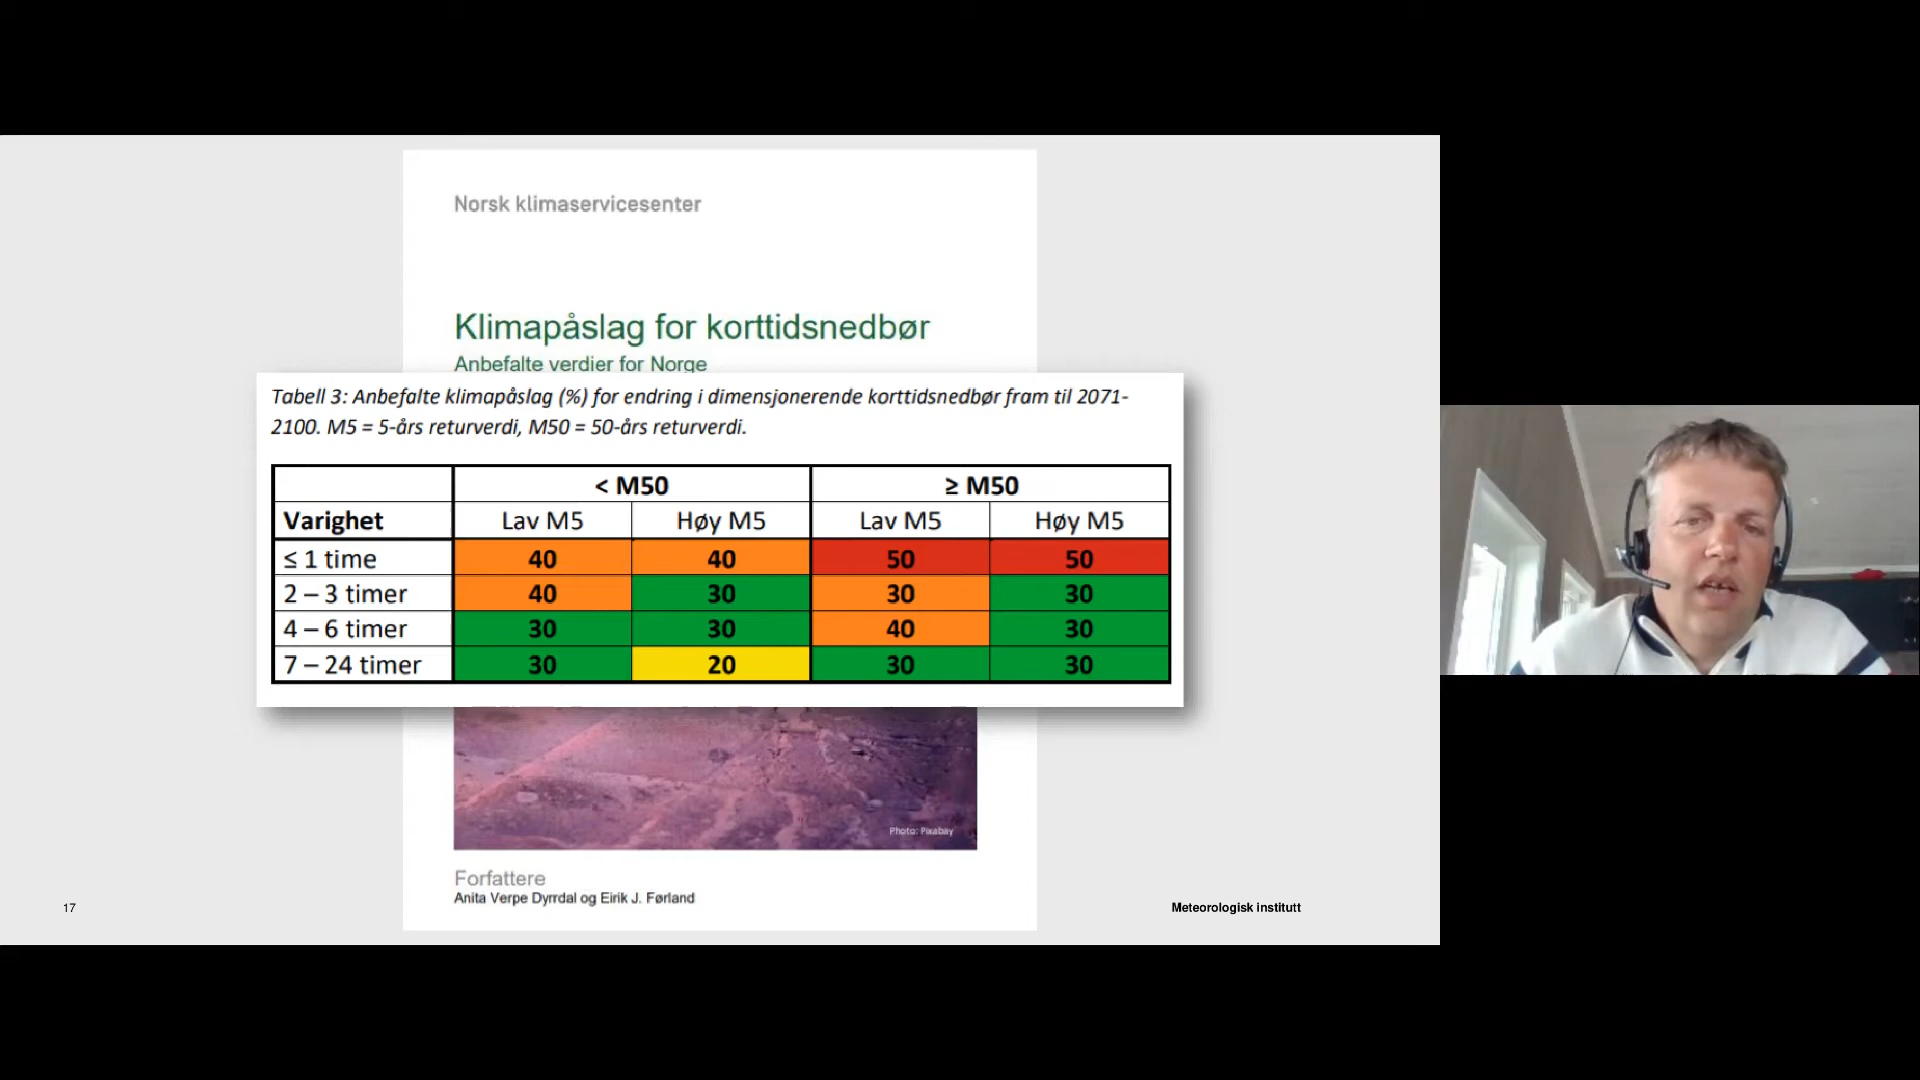 Norsk klimaservicesenter
Klimapåslag for korttidsnedbør
Anbefalte verdier for Norge
Tabell 3: Anbefalte klimapåslag (%) for endring i dimensjonerende korttidsnedbør fram til 2071-
2100. M5 = 5-års returverdi, M50 = 50-års returverdi.
< M50 ≥ M50
Varighet Lav M5 Høy M5 Lav M5 Høy M5
≤ 1 time 40 40 50 50
2 – 3 timer 40 30 30 30
4 – 6 timer 30 30 40 30
7 – 24 timer 30 20 30 30
Photo: Pixabay
Forfattere
Anita Verpe Dyrrdal og Eirik J. Førland
17
Meteorologisk institutt